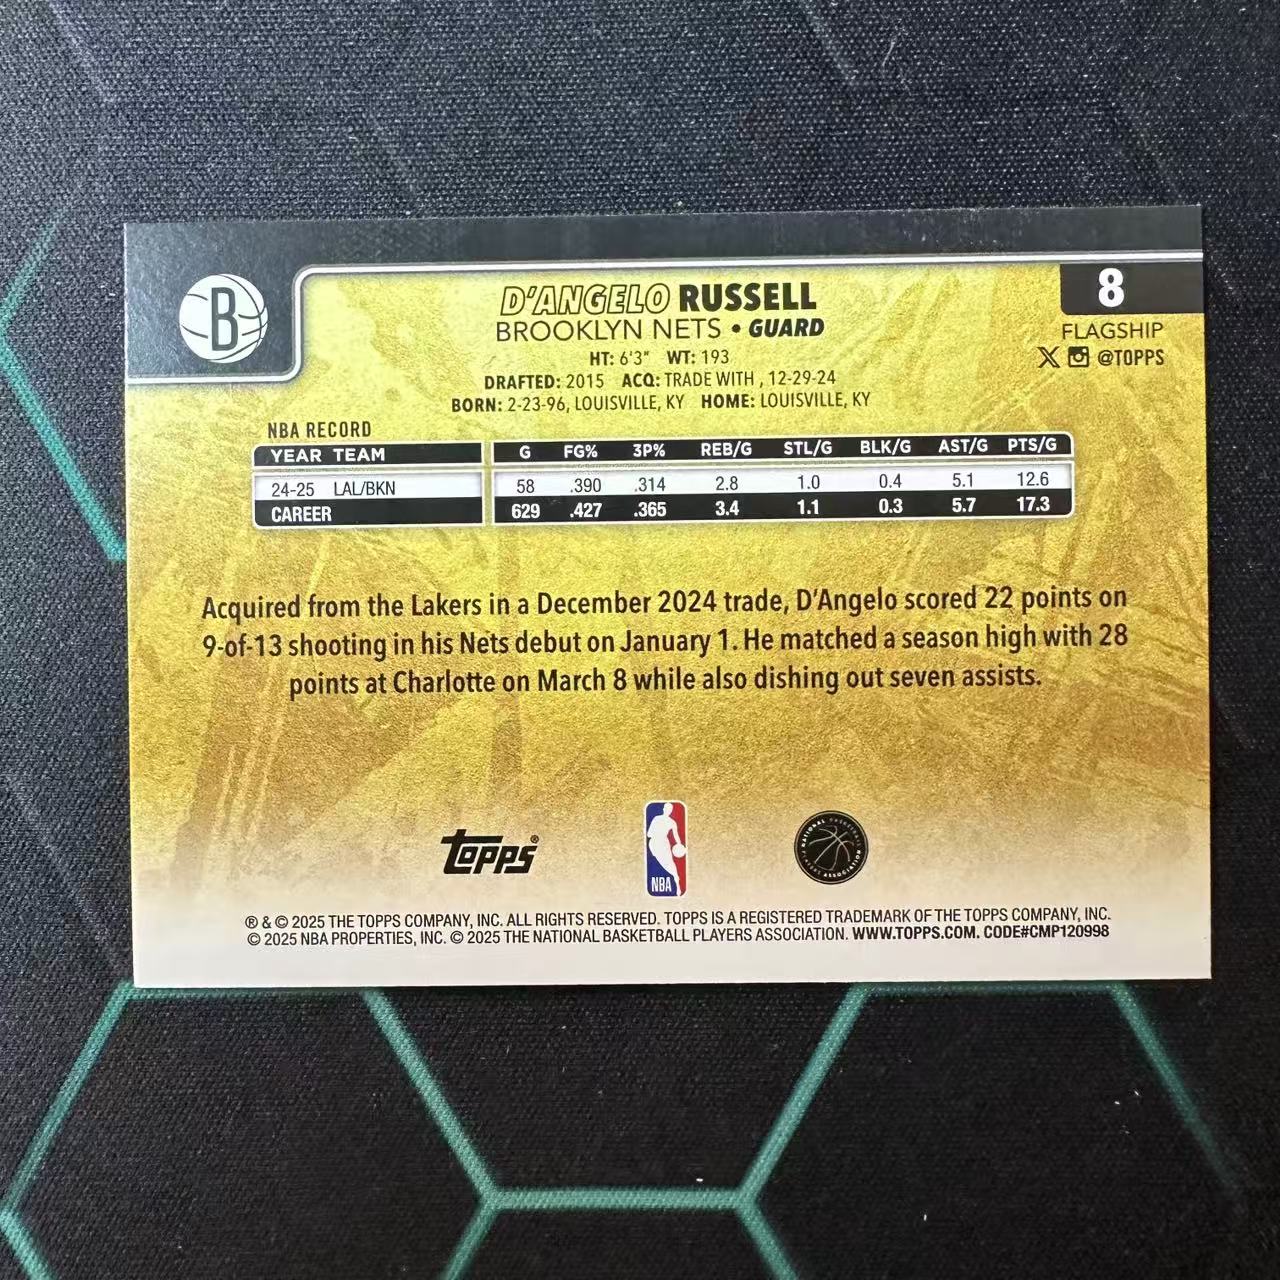 B
D'ANGELO RUSSELL
BROOKLYN NETS • GUARD
8
FLAGSHIP
X @TOPPS
HT: 6'3" WT: 193
DRAFTED: 2015 ACQ: TRADE WITH , 12-29-24
BORN: 2-23-96, LOUISVILLE, KY HOME: LOUISVILLE, KY
NBA RECORD
YEAR TEAM G FG% 3P% REB/G STL/G BLK/G AST/G PTS/G
24-25 LAL/BKN 58 .390 .314 2.8 1.0 0.4 5.1 12.6
CAREER 629 .427 .365 3.4 1.1 0.3 5.7 17.3
Acquired from the Lakers in a December 2024 trade, D'Angelo scored 22 points on
9-of-13 shooting in his Nets debut on January 1. He matched a season high with 28
points at Charlotte on March 8 while also dishing out seven assists.
topps®
NBA
NATIONAL BASKETBALL PLAYERS ASSOCIATION
® & © 2025 THE TOPPS COMPANY, INC. ALL RIGHTS RESERVED. TOPPS IS A REGISTERED TRADEMARK OF THE TOPPS COMPANY, INC.
© 2025 NBA PROPERTIES, INC. © 2025 THE NATIONAL BASKETBALL PLAYERS ASSOCIATION. WWW.TOPPS.COM. CODE#CMP120998